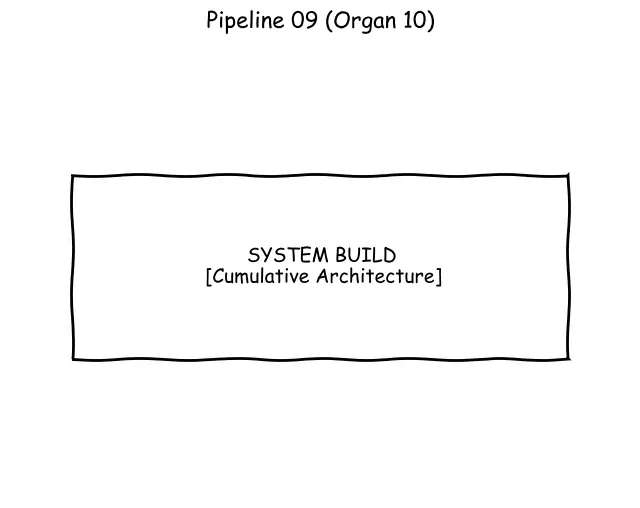 Pipeline 09 (Organ 10)
SYSTEM BUILD
[Cumulative Architecture]